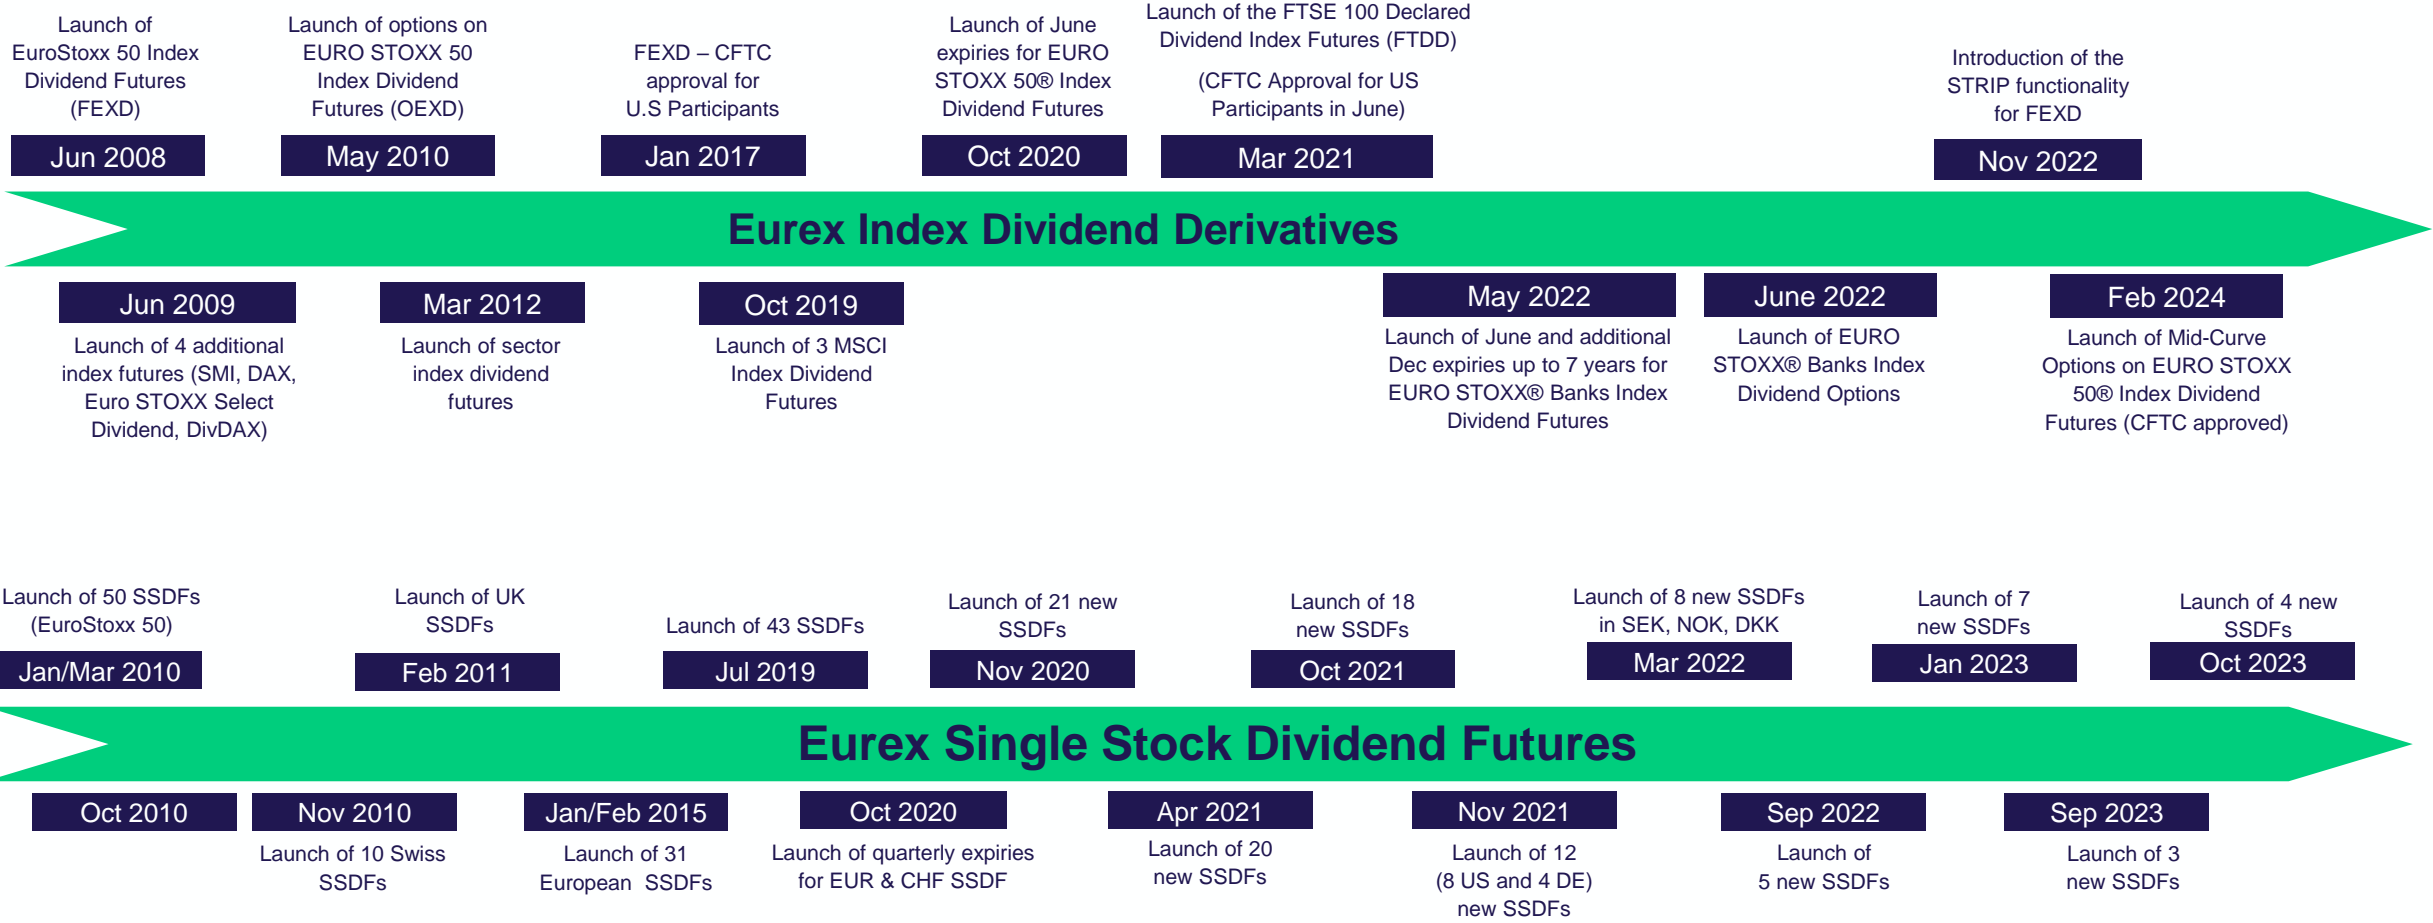 Launch of
EuroStoxx 50 Index
Dividend Futures
(FEXD)
Jun 2008
Launch of options on
EURO STOXX 50
Index Dividend
Futures (OEXD)
May 2010
FEXD – CFTC
approval for
U.S Participants
Jan 2017
Launch of June
expiries for EURO
STOXX 50® Index
Dividend Futures
Oct 2020
Launch of the FTSE 100 Declared
Dividend Index Futures (FTDD)
(CFTC Approval for US
Participants in June)
Mar 2021
Introduction of the
STRIP functionality
for FEXD
Nov 2022
Eurex Index Dividend Derivatives
Jun 2009
Launch of 4 additional
index futures (SMI, DAX,
Euro STOXX Select
Dividend, DivDAX)
Mar 2012
Launch of sector
index dividend
futures
Oct 2019
Launch of 3 MSCI
Index Dividend
Futures
May 2022
Launch of June and additional
Dec expiries up to 7 years for
EURO STOXX® Banks Index
Dividend Futures
June 2022
Launch of EURO
STOXX® Banks Index
Dividend Options
Feb 2024
Launch of Mid-Curve
Options on EURO STOXX
50® Index Dividend
Futures (CFTC approved)
Launch of 50 SSDFs
(EuroStoxx 50)
Jan/Mar 2010
Launch of UK
SSDFs
Feb 2011
Launch of 43 SSDFs
Jul 2019
Launch of 21 new
SSDFs
Nov 2020
Launch of 18
new SSDFs
Oct 2021
Launch of 8 new SSDFs
in SEK, NOK, DKK
Mar 2022
Launch of 7
new SSDFs
Jan 2023
Launch of 4 new
SSDFs
Oct 2023
Eurex Single Stock Dividend Futures
Oct 2010
Nov 2010
Launch of 10 Swiss
SSDFs
Jan/Feb 2015
Launch of 31
European SSDFs
Oct 2020
Launch of quarterly expiries
for EUR & CHF SSDF
Apr 2021
Launch of 20
new SSDFs
Nov 2021
Launch of 12
(8 US and 4 DE)
new SSDFs
Sep 2022
Launch of
5 new SSDFs
Sep 2023
Launch of 3
new SSDFs